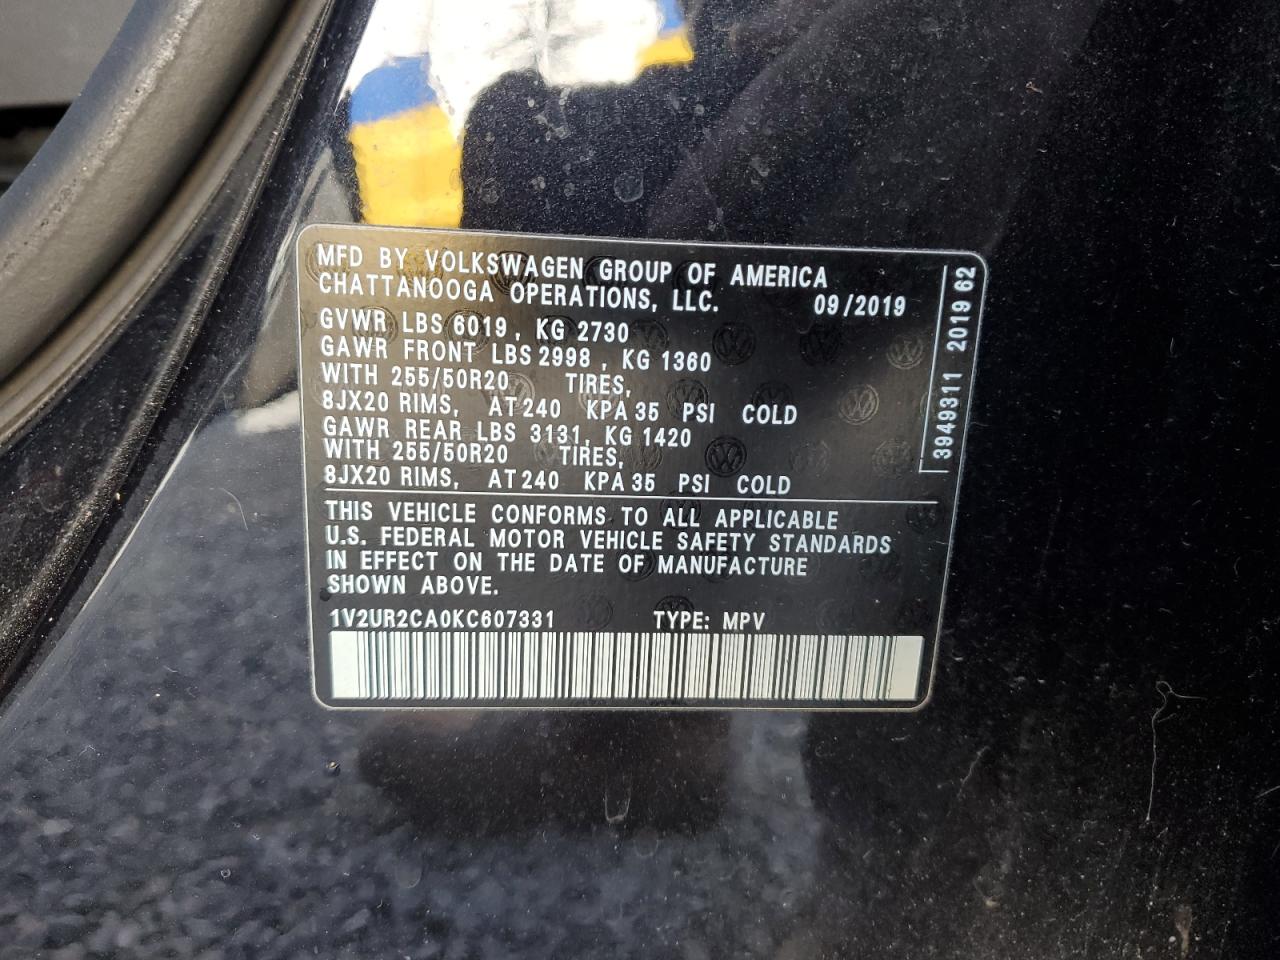 MFD BY VOLKSWAGEN GROUP OF AMERICA
CHATTANOOGA OPERATIONS, LLC. 09/2019
GVWR LBS 6019, KG 2730
GAWR FRONT LBS 2998, KG 1360
WITH 255/50R20 TIRES,
8JX20 RIMS, AT 240 KPA 35 PSI COLD
GAWR REAR LBS 3131, KG 1420
WITH 255/50R20 TIRES,
8JX20 RIMS, AT 240 KPA 35 PSI COLD
THIS VEHICLE CONFORMS TO ALL APPLICABLE
U.S. FEDERAL MOTOR VEHICLE SAFETY STANDARDS
IN EFFECT ON THE DATE OF MANUFACTURE
SHOWN ABOVE.
1V2UR2CA0KC607331 TYPE: MPV
3949311 2019 62